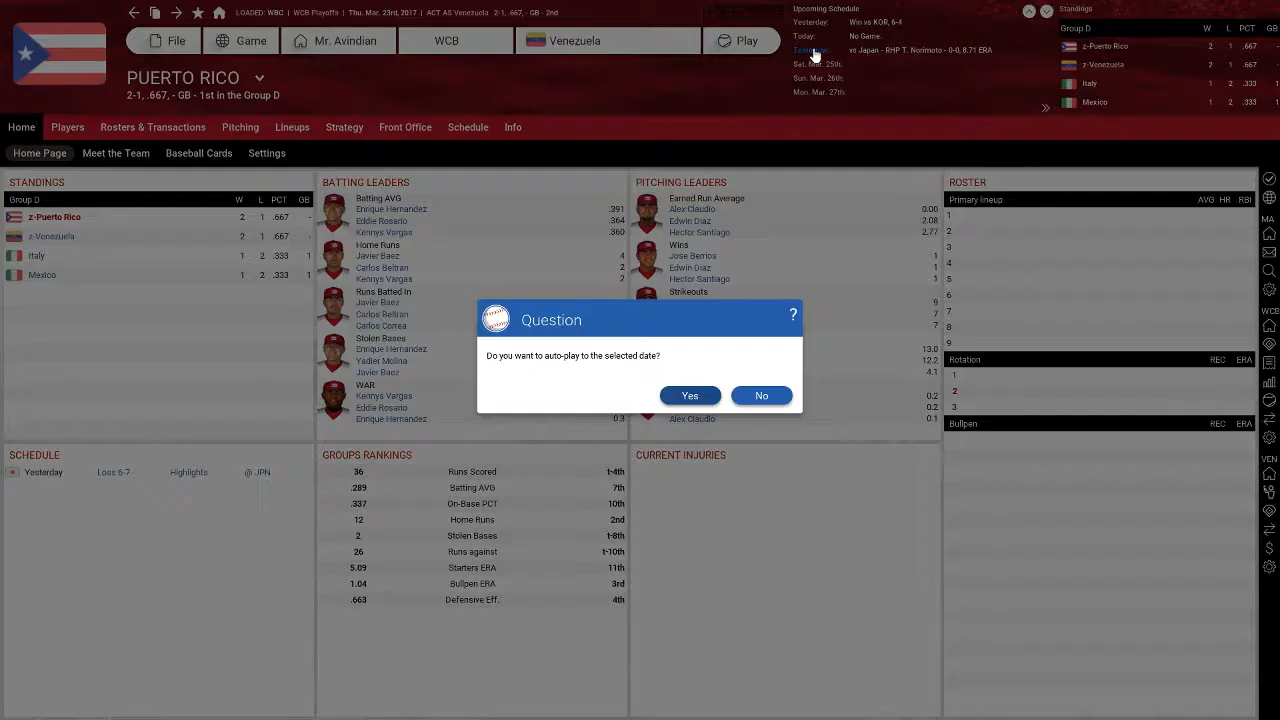 LOADED: WBC | WCB Playoffs | Thu. Mar. 23rd, 2017 | ACT AS Venezuela 2-1, .667, - GB - 2nd
File
Game
Mr. Avindian
WCB
Venezuela
Play
PUERTO RICO
2-1, .667, - GB - 1st in the Group D
Upcoming Schedule
Yesterday: Win vs KOR, 6-4
Today: No Game
Tomorrow: vs Japan - RHP T. Norimoto - 0-0, 8.71 ERA
Sat. Mar. 25th:
Sun. Mar. 26th:
Mon. Mar. 27th:
Standings
Group D W L PCT GB
z-Puerto Rico 2 1 .667 -
z-Venezuela 2 1 .667 -
Italy 1 2 .333 1
Mexico 1 2 .333 1
Home Players Rosters & Transactions Pitching Lineups Strategy Front Office Schedule Info
Home Page Meet the Team Baseball Cards Settings
STANDINGS
Group D W L PCT GB
z-Puerto Rico 2 1 .667 -
z-Venezuela 2 1 .667 -
Italy 1 2 .333 1
Mexico 1 2 .333 1
BATTING LEADERS
Batting AVG
Enrique Hernandez .391
Eddie Rosario .364
Kennys Vargas .360
Home Runs
Javier Baez 4
Carlos Beltran 2
Kennys Vargas 2
Runs Batted In
Javier Baez
Carlos Beltran
Carlos Correa
Stolen Bases
Enrique Hernandez
Yadier Molina
Javier Baez
WAR
Kennys Vargas
Eddie Rosario
Enrique Hernandez 0.3
PITCHING LEADERS
Earned Run Average
Alex Claudio 0.00
Edwin Diaz 2.08
Hector Santiago 2.77
Wins
Jose Berrios 1
Edwin Diaz 1
Hector Santiago 1
Strikeouts
9
7
7
13.0
12.2
4.1
0.2
0.2
Alex Claudio 0.1
ROSTER
Primary lineup AVG HR RBI
1
2
3
4
5
6
7
8
9
Rotation REC ERA
1
2
3
Bullpen REC ERA
Question
?
Do you want to auto-play to the selected date?
Yes
No
SCHEDULE
Yesterday Loss 6-7 Highlights @ JPN
GROUPS RANKINGS
36 Runs Scored t-4th
.289 Batting AVG 7th
.337 On-Base PCT 10th
12 Home Runs 2nd
2 Stolen Bases t-8th
26 Runs against t-10th
5.09 Starters ERA 11th
1.04 Bullpen ERA 3rd
.663 Defensive Eff. 4th
CURRENT INJURIES
MA
WCB
VEN